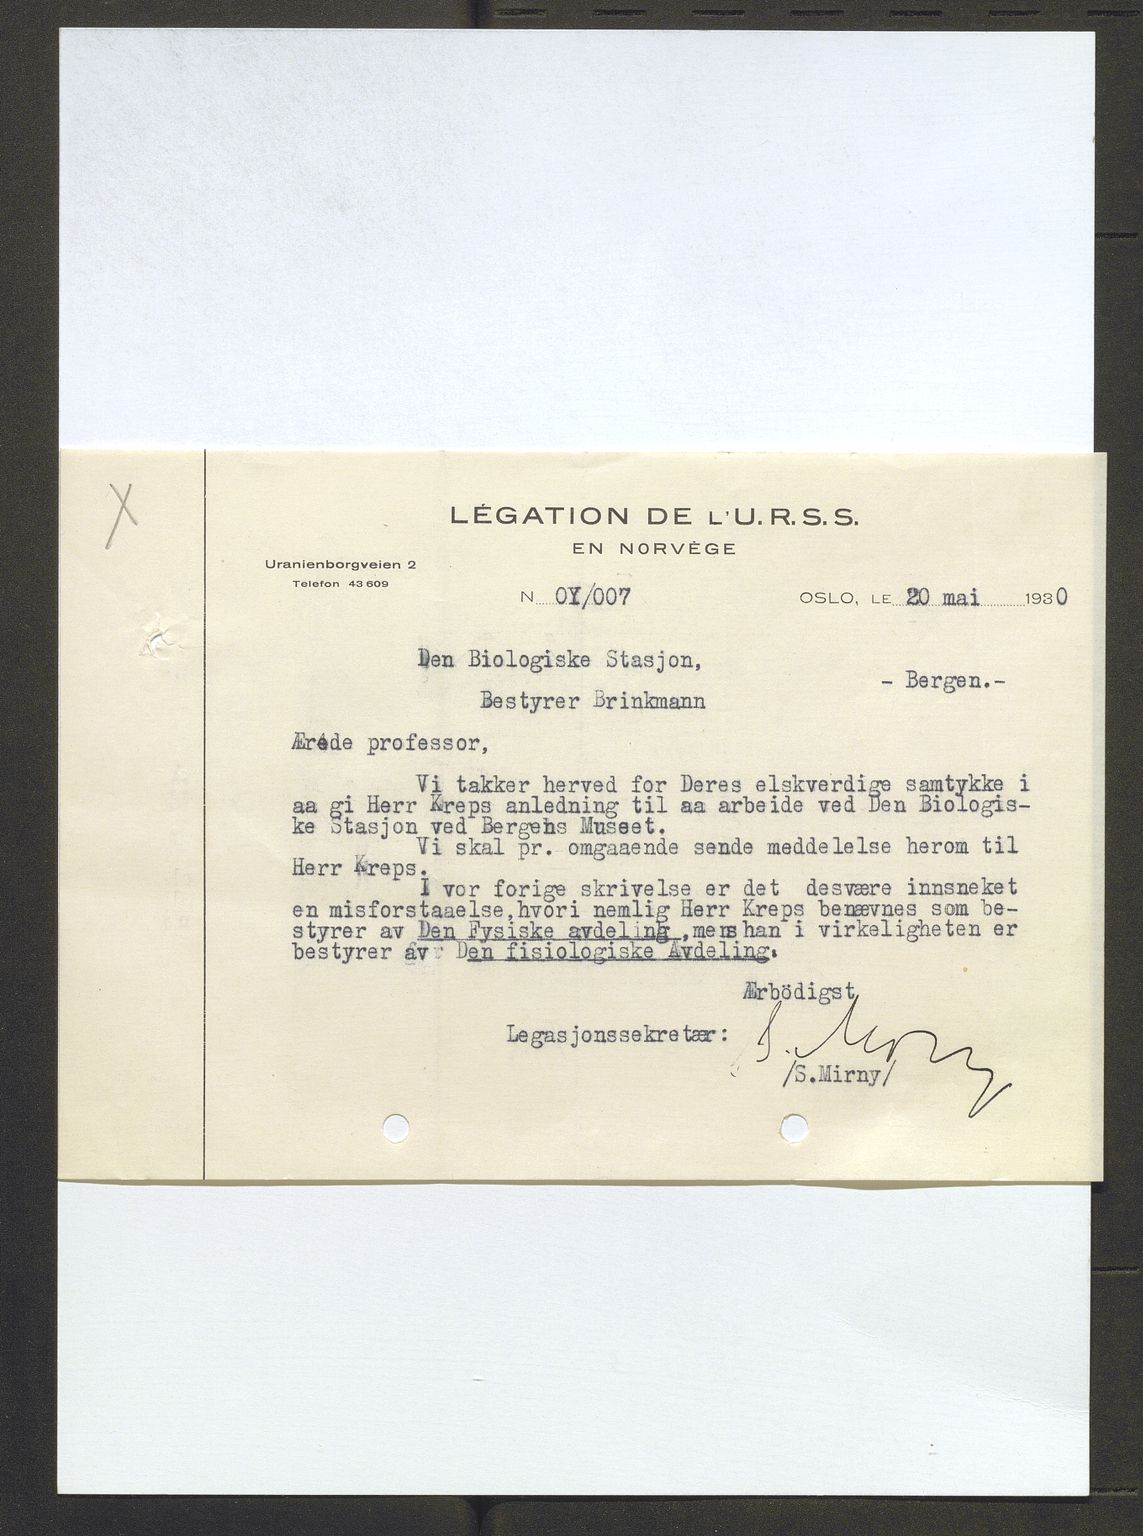 X
LÉGATION DE L'U.R.S.S.
EN NORVÈGE
Uranienborgveien 2
Telefon 43 609
N OY/007
OSLO, LE 20 mai 1930
Den Biologiske Stasjon,
- Bergen.-
Bestyrer Brinkmann
Ærede professor,
Vi takker herved for Deres elskverdige samtykke i
aa gi Herr Kreps anledning til aa arbeide ved Den Biologis-
ke Stasjon ved Bergens Museet.
Vi skal pr. omgaaende sende meddelelse herom til
Herr Kreps.
I vor forige skrivelse er det desvære innsneket
en misforstaaelse,hvori nemlig Herr Kreps benævnes som be-
styrer av Den Fysiske avdeling ,mens han i virkeligheten er
bestyrer av Den fisiologiske Avdeling.
Ærbödigst
Legasjonssekretær: S. Mirny
/S.Mirny/